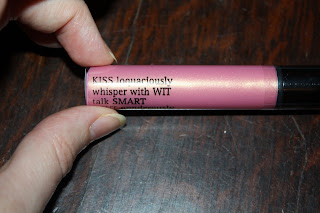 KISS loquaciously
whisper with WIT
talk SMART